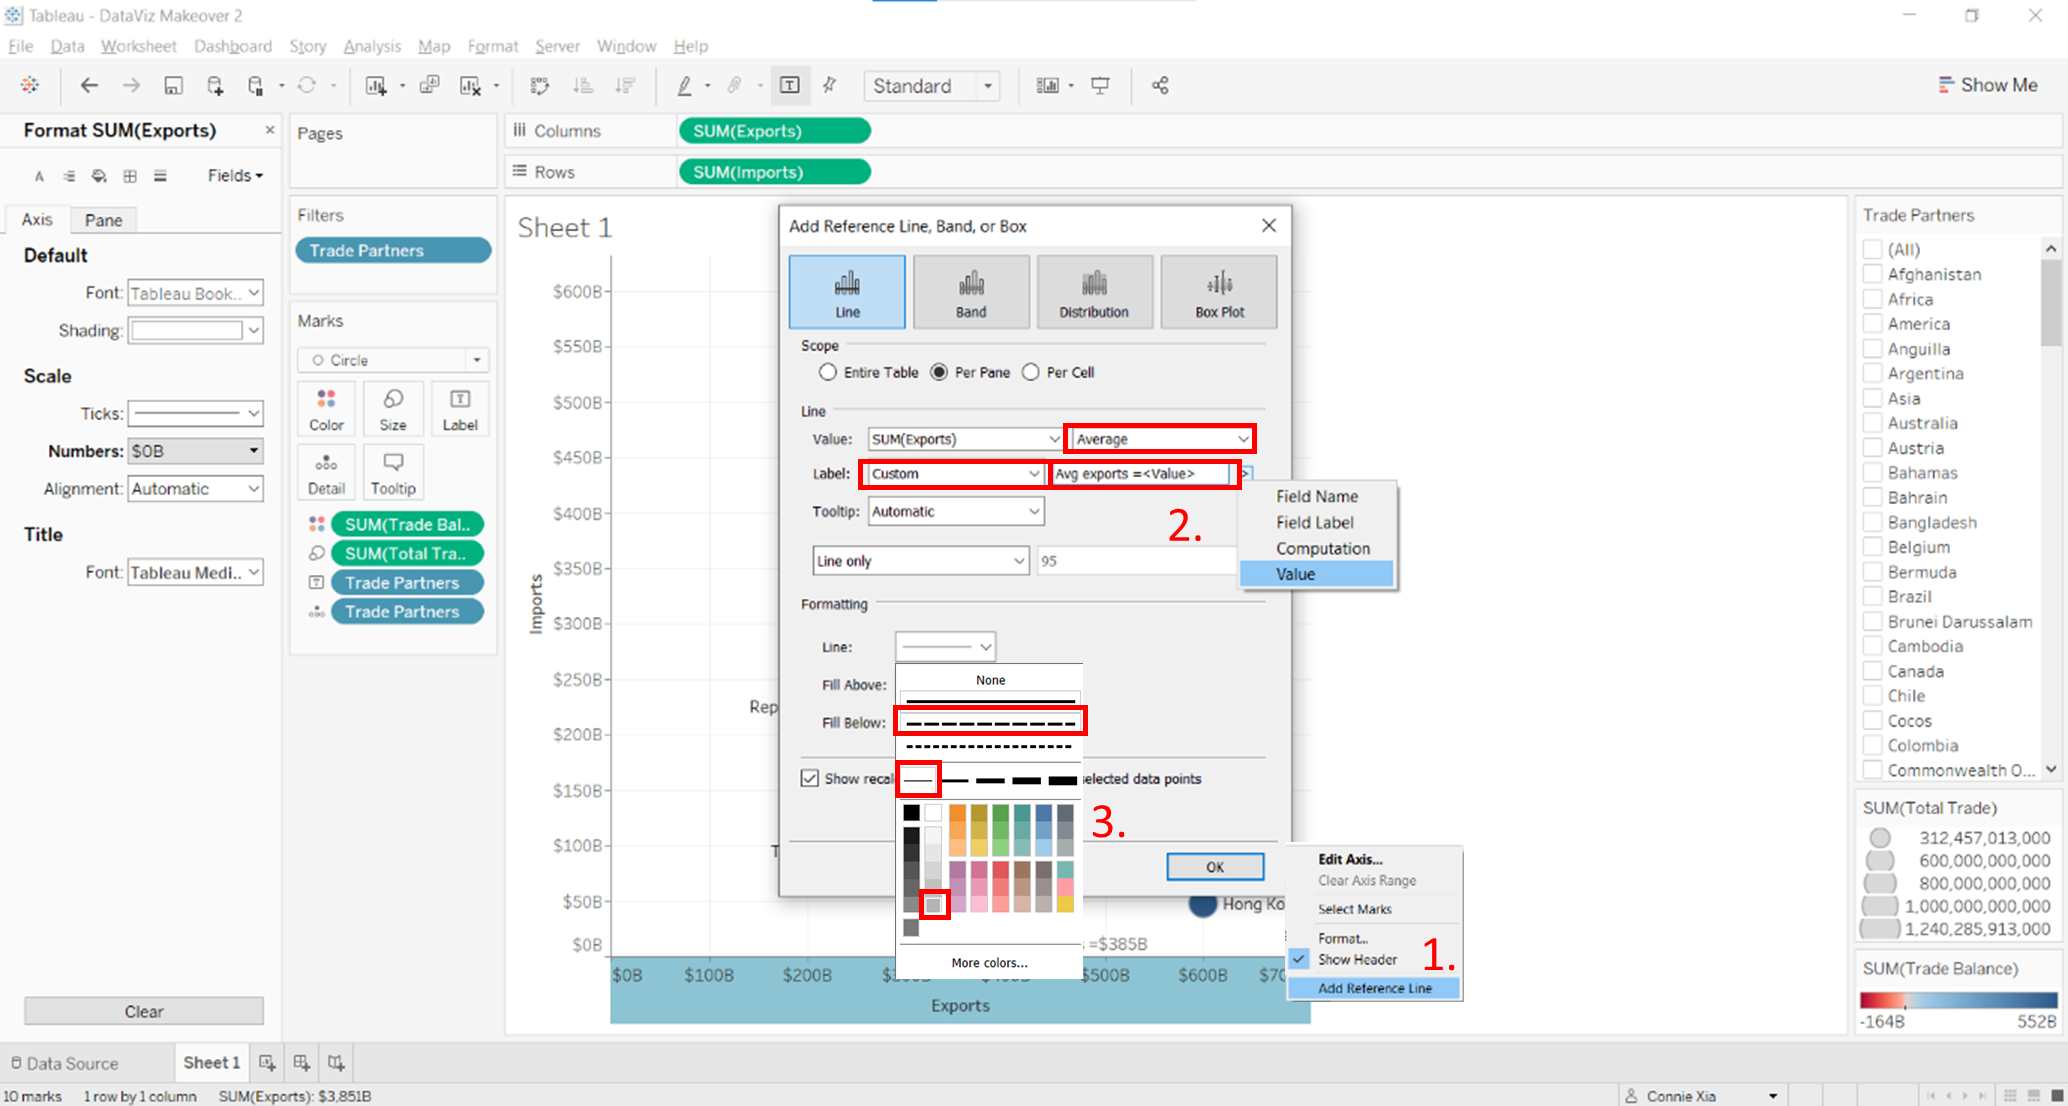 Tableau - DataViz Makeover 2
File Data Worksheet Dashboard Story Analysis Map Format Server Window Help
Standard
Show Me
Format SUM(Exports)
Fields
Axis Pane
Default
Font: Tableau Book..
Shading:
Scale
Ticks:
Numbers: $0B
Alignment: Automatic
Title
Font: Tableau Medi..
Clear
Pages
Filters
Trade Partners
Marks
Circle
Color Size Label
Detail Tooltip
SUM(Trade Bal..
SUM(Total Tra..
Trade Partners
Trade Partners
Columns SUM(Exports)
Rows SUM(Imports)
Sheet 1
$600B
$550B
$500B
$450B
$400B
$350B
$300B
$250B
$200B
$150B
$100B
$50B
$0B
Imports
Rep
T
Hong Ko
=$385B
$0B $100B $200B $500B $600B $70
Exports
Add Reference Line, Band, or Box
Line Band Distribution Box Plot
Scope
Entire Table Per Pane Per Cell
Line
Value: SUM(Exports) Average
Label: Custom Avg exports =<Value> >
Tooltip: Automatic
2.
Line only 95
Field Name
Field Label
Computation
Value
Formatting
Line:
Fill Above:
Fill Below:
None
Show recal
selected data points
3.
More colors...
OK
Edit Axis...
Clear Axis Range
Select Marks
Format...
Show Header
Add Reference Line
1.
Trade Partners
(All)
Afghanistan
Africa
America
Anguilla
Argentina
Asia
Australia
Austria
Bahamas
Bahrain
Bangladesh
Belgium
Bermuda
Brazil
Brunei Darussalam
Cambodia
Canada
Chile
Cocos
Colombia
Commonwealth O...
SUM(Total Trade)
312,457,013,000
600,000,000,000
800,000,000,000
1,000,000,000,000
1,240,285,913,000
SUM(Trade Balance)
-164B 552B
Data Source Sheet 1
10 marks 1 row by 1 column SUM(Exports): $3,851B
Connie Xia